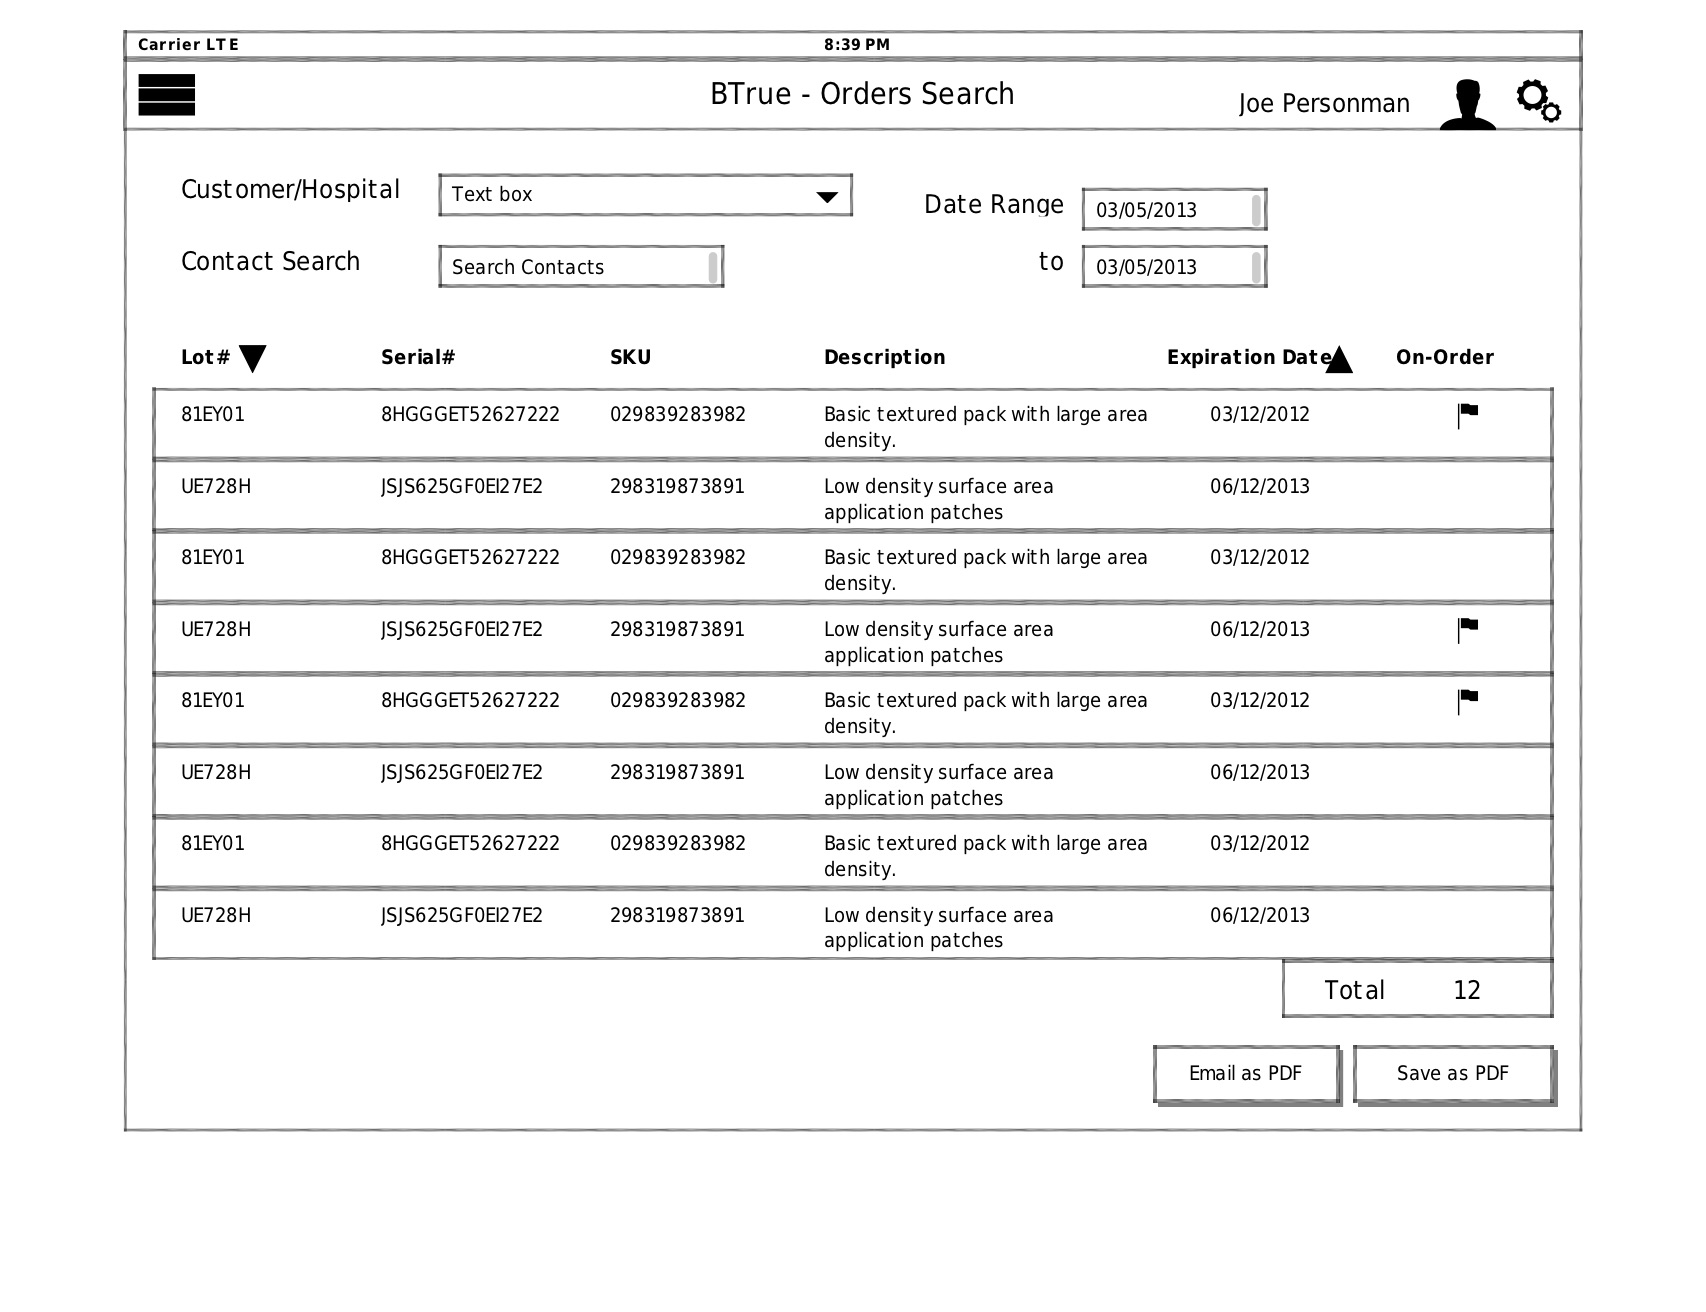 Carrier LTE 8:39 PM
BTrue - Orders Search Joe Personman
Customer/Hospital Text box
Date Range 03/05/2013
Contact Search Search Contacts to 03/05/2013
Lot# Serial# SKU Description Expiration Date On-Order
81EY01 8HGGGET52627222 029839283982 Basic textured pack with large area 03/12/2012
density.
UE728H JSJS625GF0EI27E2 298319873891 Low density surface area 06/12/2013
application patches
81EY01 8HGGGET52627222 029839283982 Basic textured pack with large area 03/12/2012
density.
UE728H JSJS625GF0EI27E2 298319873891 Low density surface area 06/12/2013
application patches
81EY01 8HGGGET52627222 029839283982 Basic textured pack with large area 03/12/2012
density.
UE728H JSJS625GF0EI27E2 298319873891 Low density surface area 06/12/2013
application patches
81EY01 8HGGGET52627222 029839283982 Basic textured pack with large area 03/12/2012
density.
UE728H JSJS625GF0EI27E2 298319873891 Low density surface area 06/12/2013
application patches
Total 12
Email as PDF Save as PDF